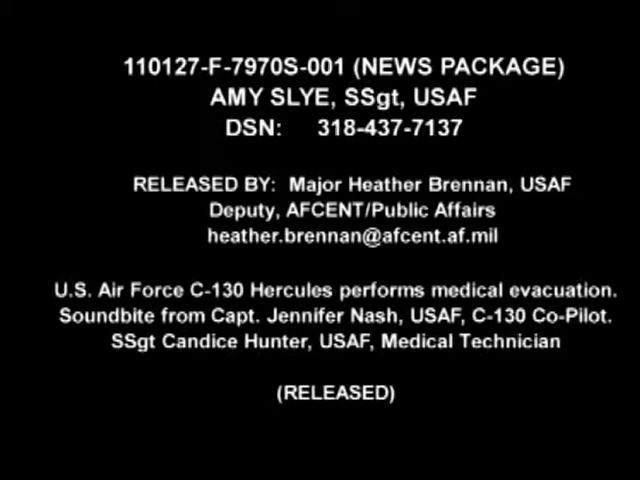 110127-F-7970S-001 (NEWS PACKAGE)
AMY SLYE, SSgt, USAF
DSN: 318-437-7137
RELEASED BY: Major Heather Brennan, USAF
Deputy, AFCENT/Public Affairs
heather.brennan@afcent.af.mil
U.S. Air Force C-130 Hercules performs medical evacuation.
Soundbite from Capt. Jennifer Nash, USAF, C-130 Co-Pilot.
SSgt Candice Hunter, USAF, Medical Technician
(RELEASED)